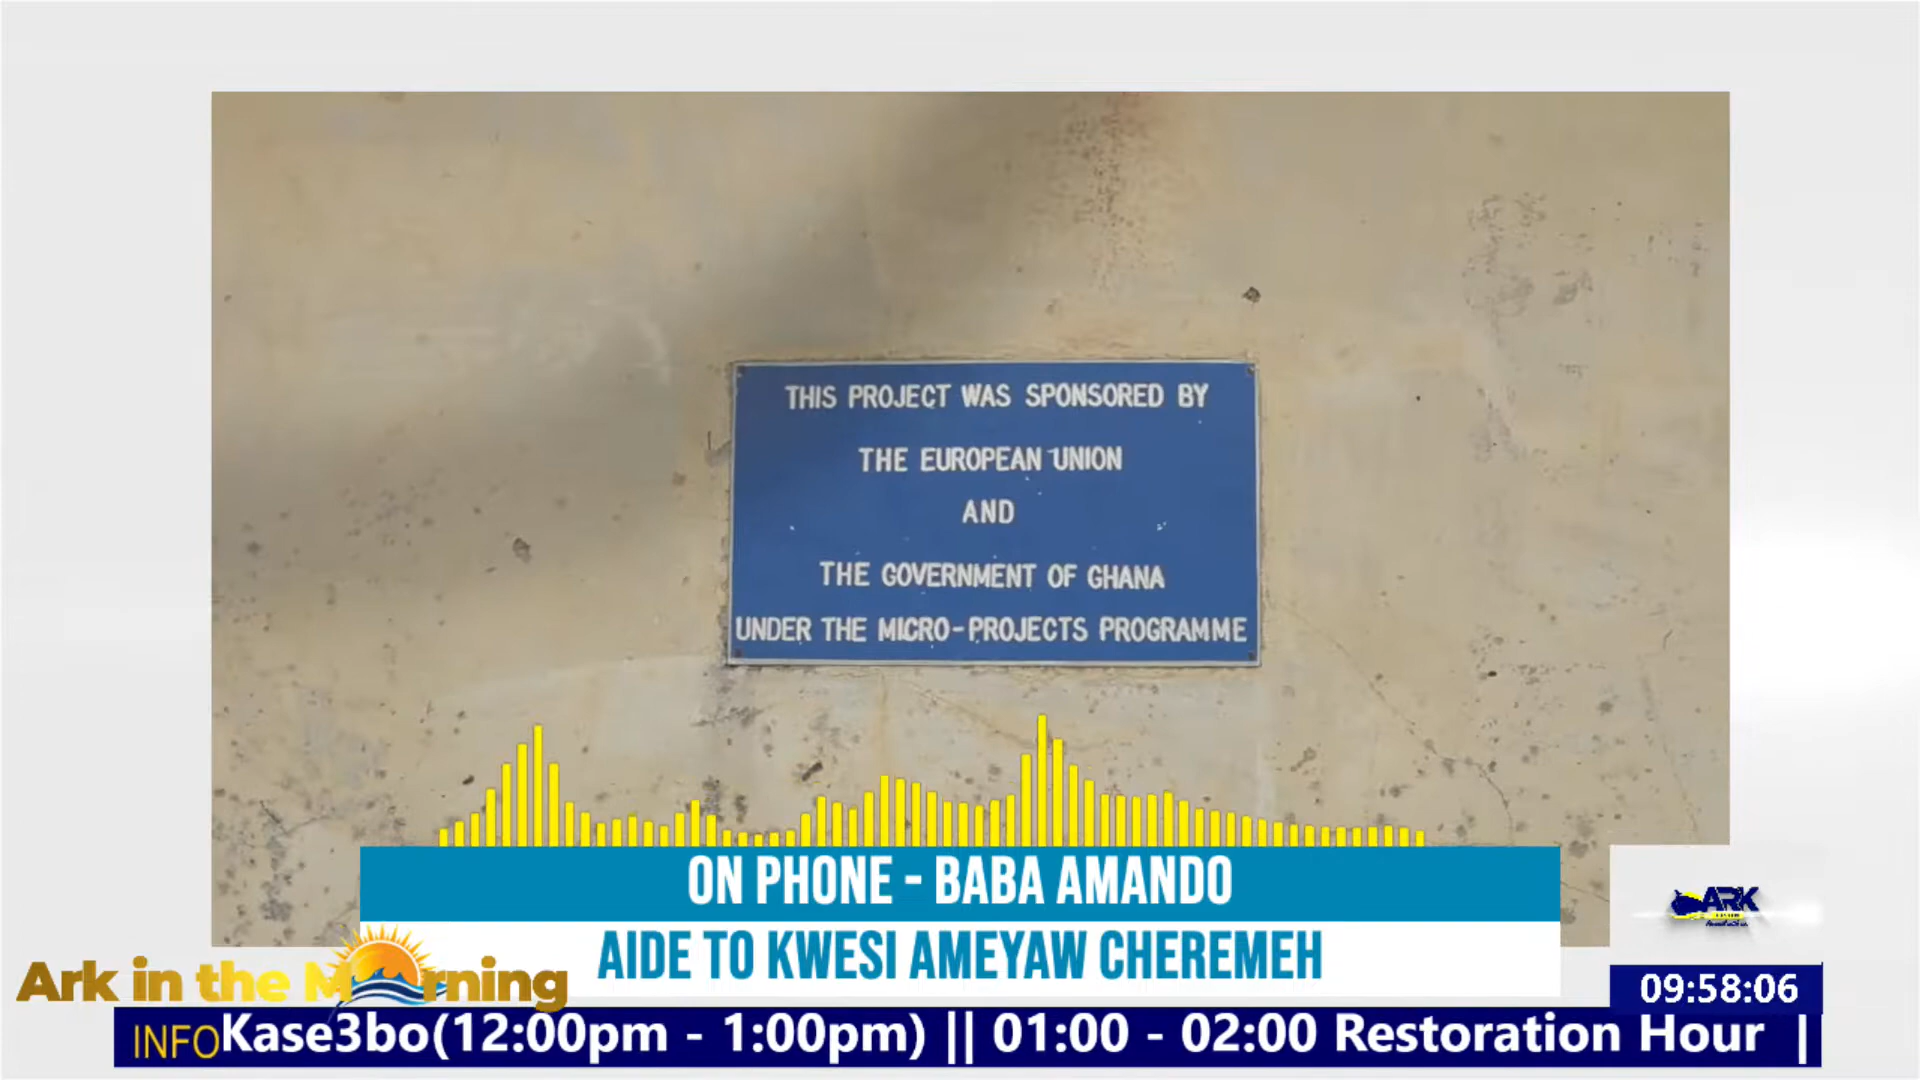 THIS PROJECT WAS SPONSORED BY
THE EUROPEAN UNION
AND
THE GOVERNMENT OF GHANA
UNDER THE MICRO-PROJECTS PROGRAMME
ON PHONE - BABA AMANDO
AIDE TO KWESI AMEYAW CHEREMEH
ARK
Ark in the Morning
09:58:06
INFO Kase3bo(12:00pm - 1:00pm) || 01:00 - 02:00 Restoration Hour |